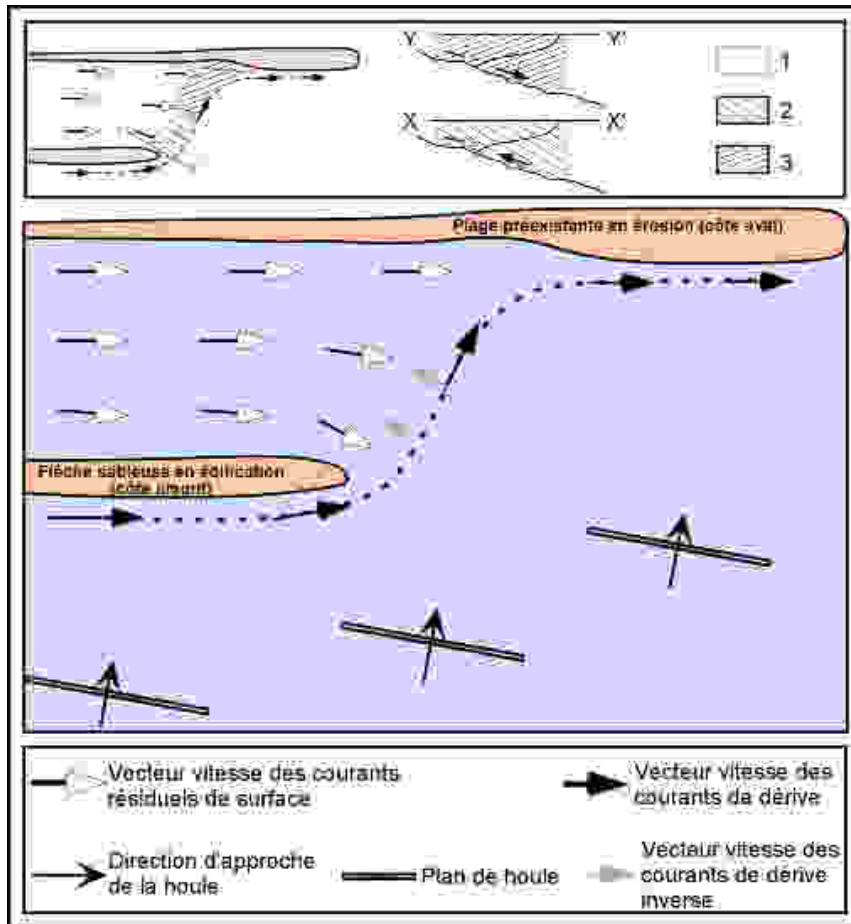 Y Y'
1
X X'
2
3
Plage préexistante en érosion (côte aval)
Flèche sableuse en édification
(côte amont)
Vecteur vitesse des courants
résiduels de surface
Vecteur vitesse des
courants de dérive
Direction d'approche
de la houle
Plan de houle
Vecteur vitesse des
courants de dérive
inverse